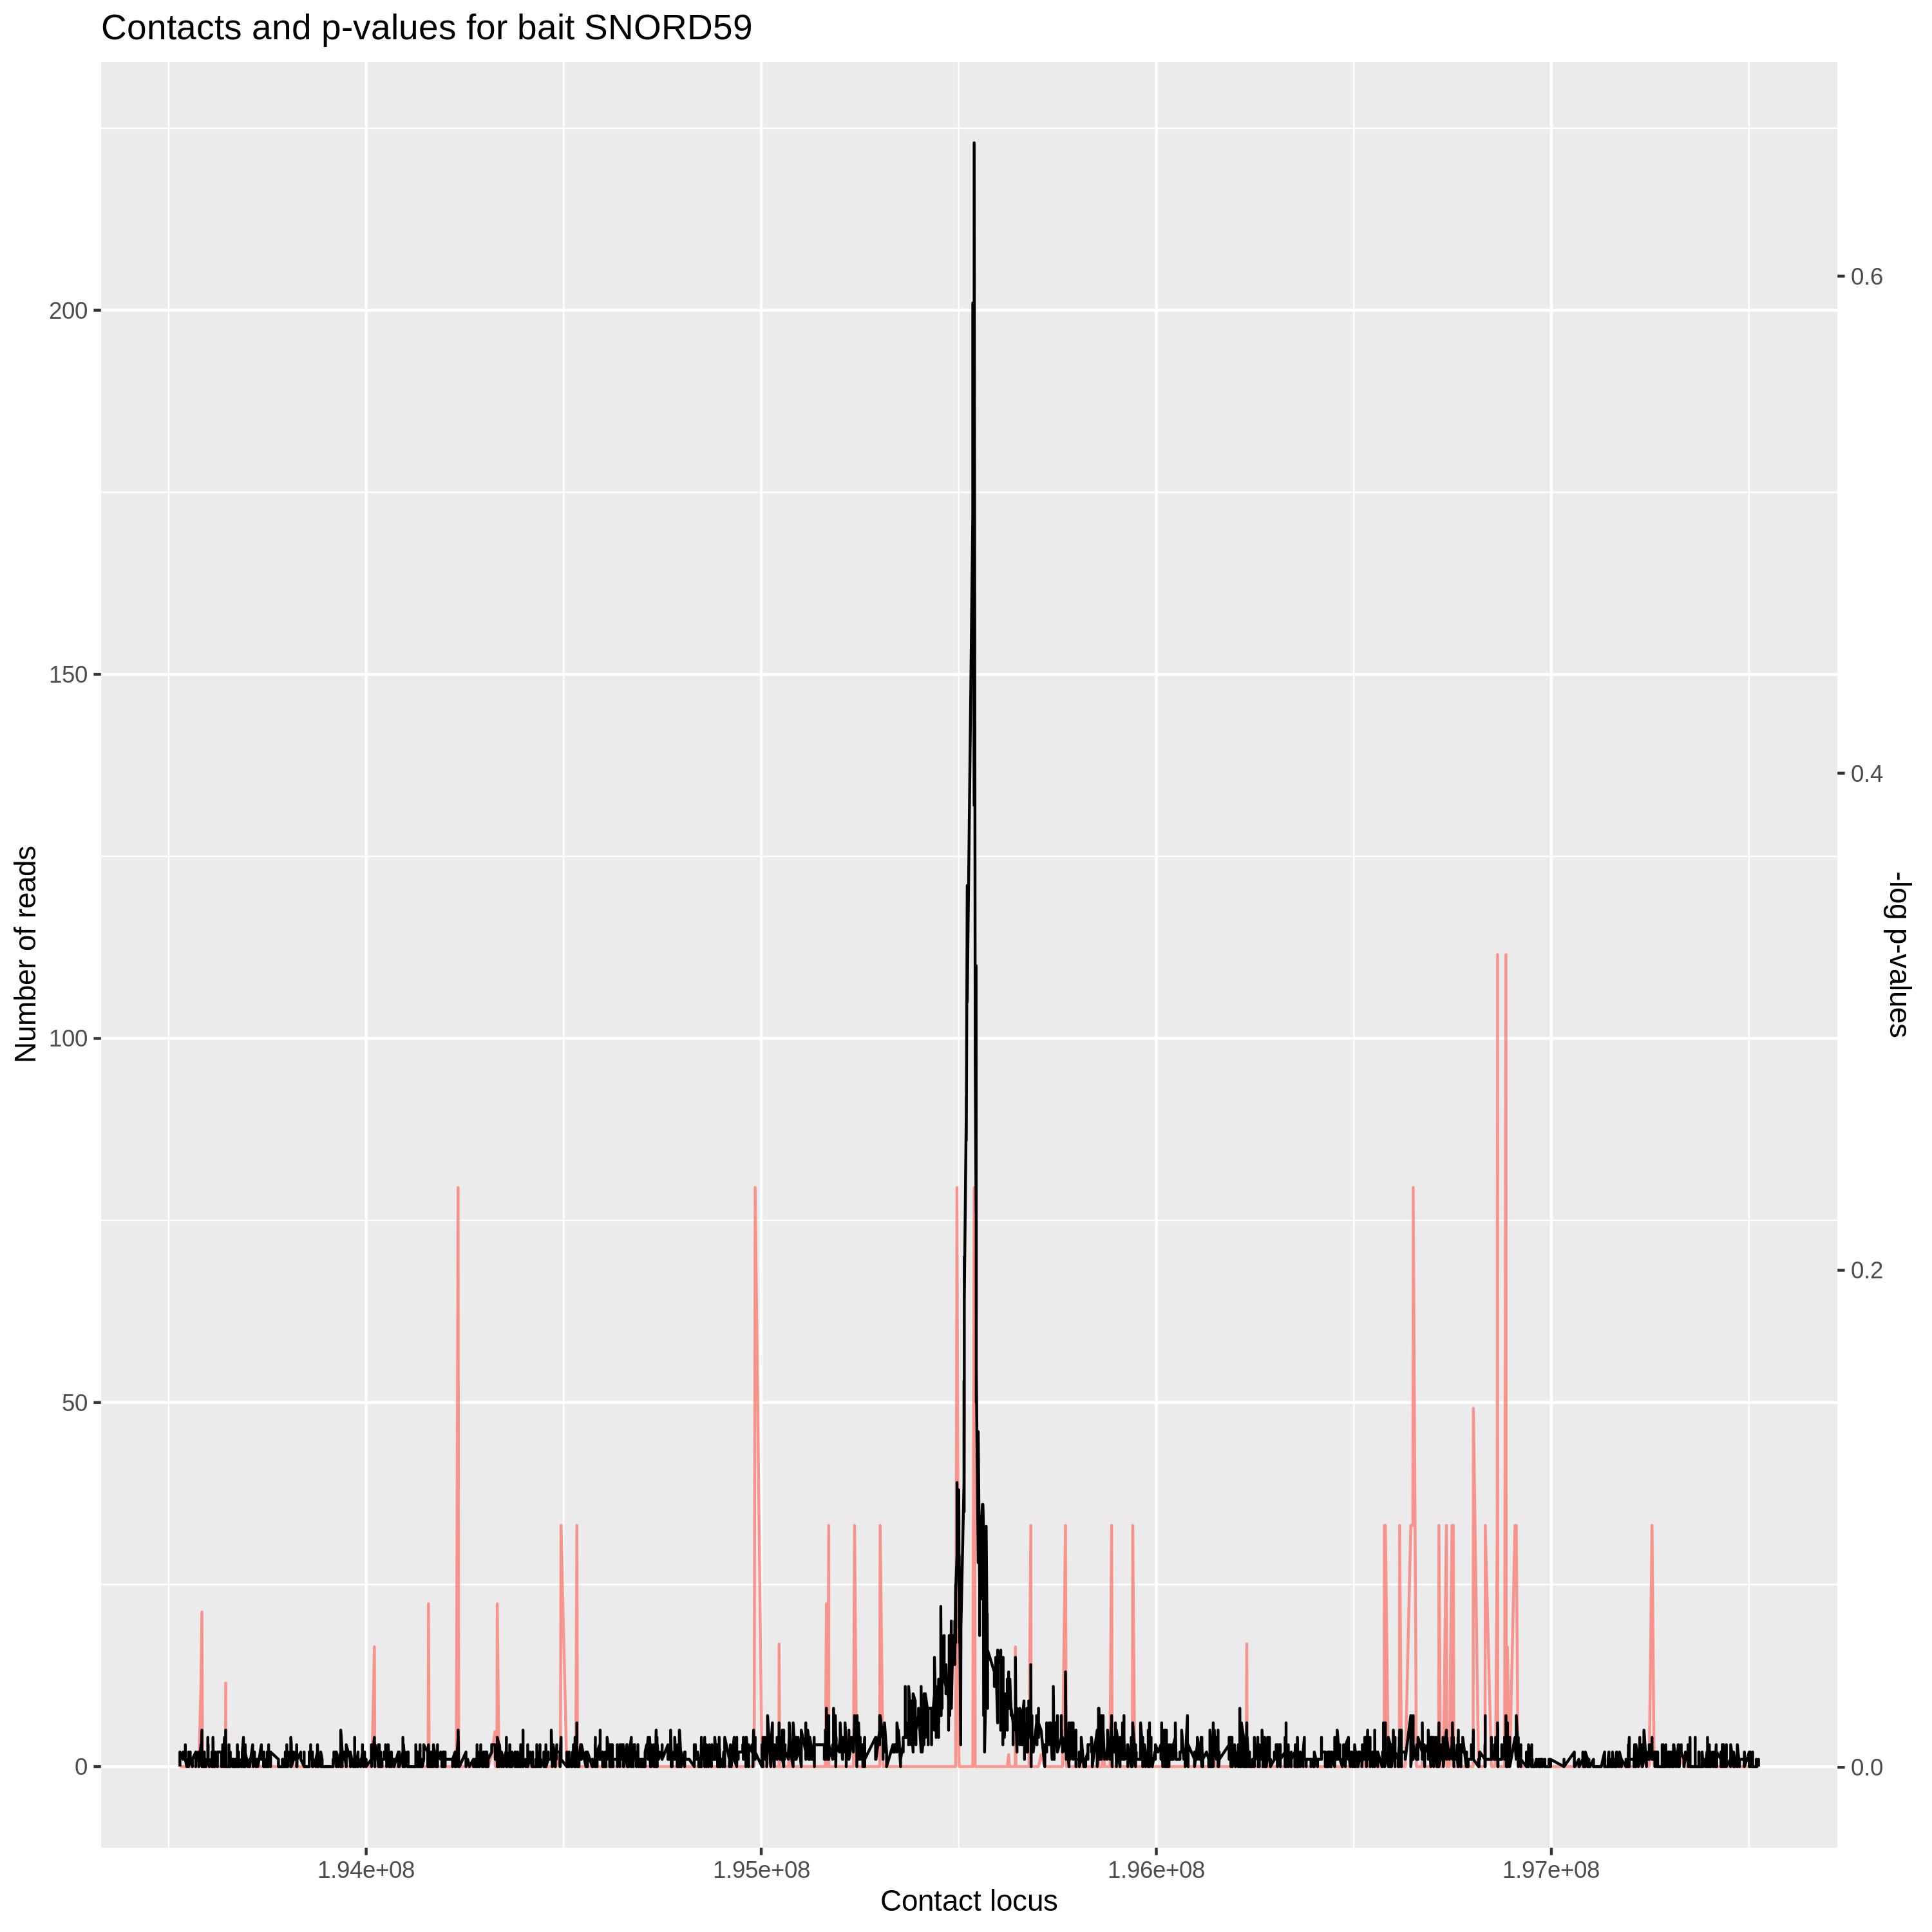 Contacts and p-values for bait SNORD59
Number of reads
200
150
100
50
0
0.6
0.4
0.2
0.0
-log p-values
1.94e+08
1.95e+08
1.96e+08
1.97e+08
Contact locus